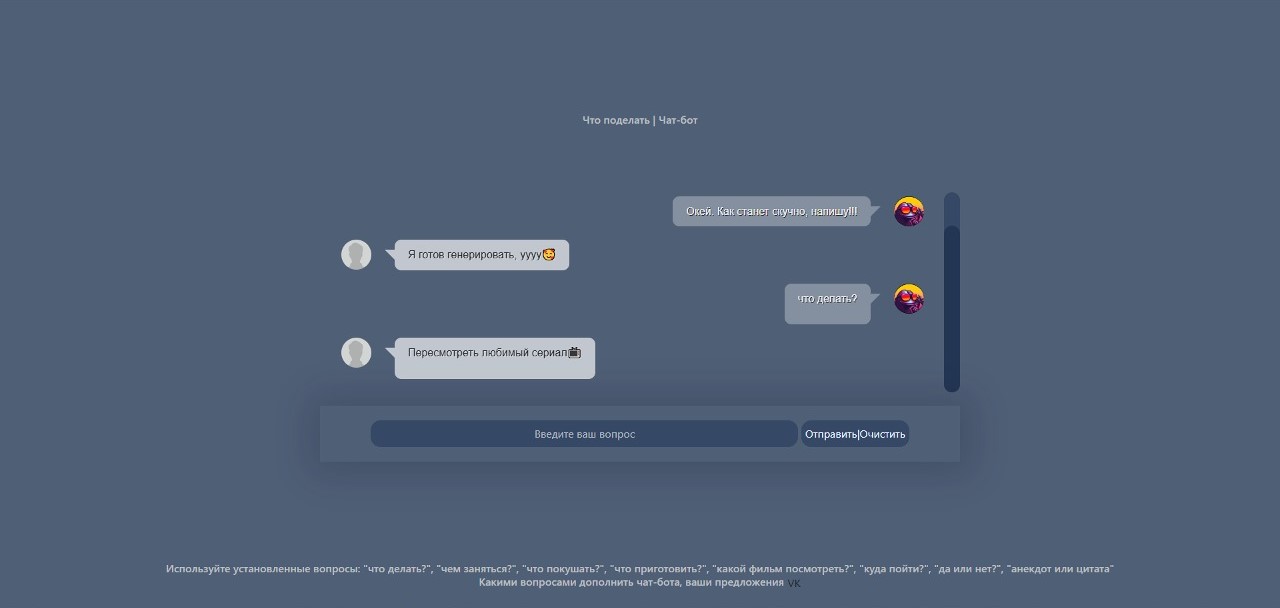 Что поделать | Чат-бот
Окей. Как станет скучно, напишу!!!
Я готов генерировать, уууу🥰
что делать?
Пересмотреть любимый сериал📺
Введите ваш вопрос
Отправить|Очистить
Используйте установленные вопросы: "что делать?", "чем заняться?", "что покушать?", "что приготовить?", "какой фильм посмотреть?", "куда пойти?", "да или нет?", "анекдот или цитата"
Какими вопросами дополнить чат-бота, ваши предложения VK